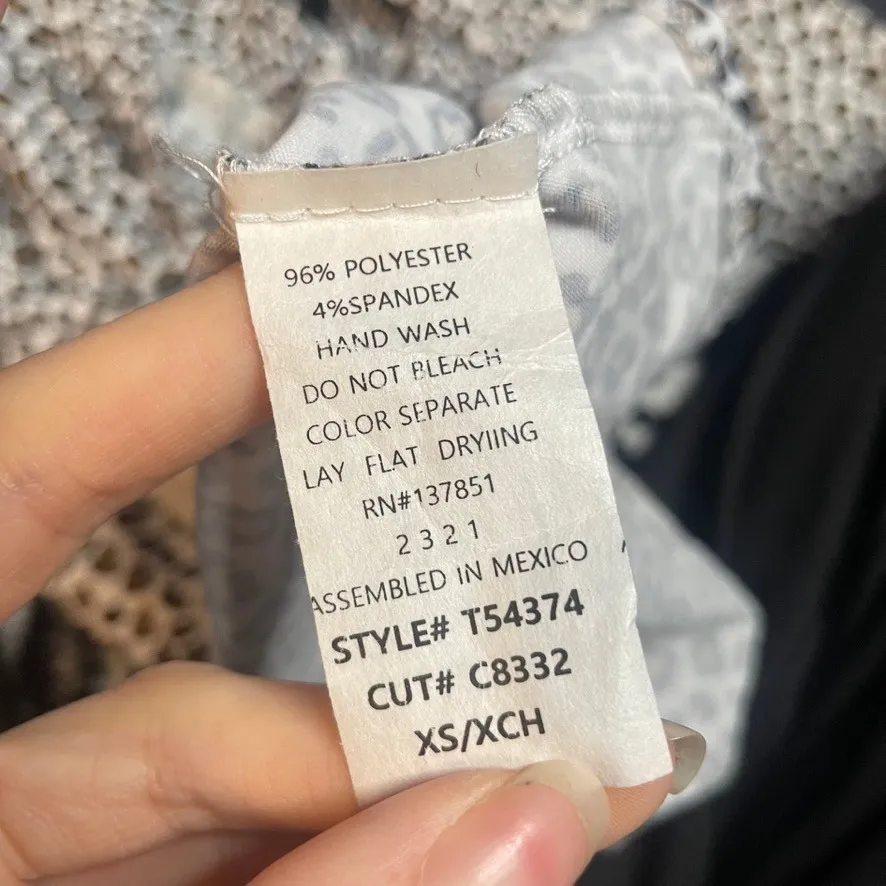 96% POLYESTER
4%SPANDEX
HAND WASH
DO NOT BLEACH
COLOR SEPARATE
LAY FLAT DRYIING
RN#137851
2 3 2 1
ASSEMBLED IN MEXICO
STYLE# T54374
CUT# C8332
XS/XCH